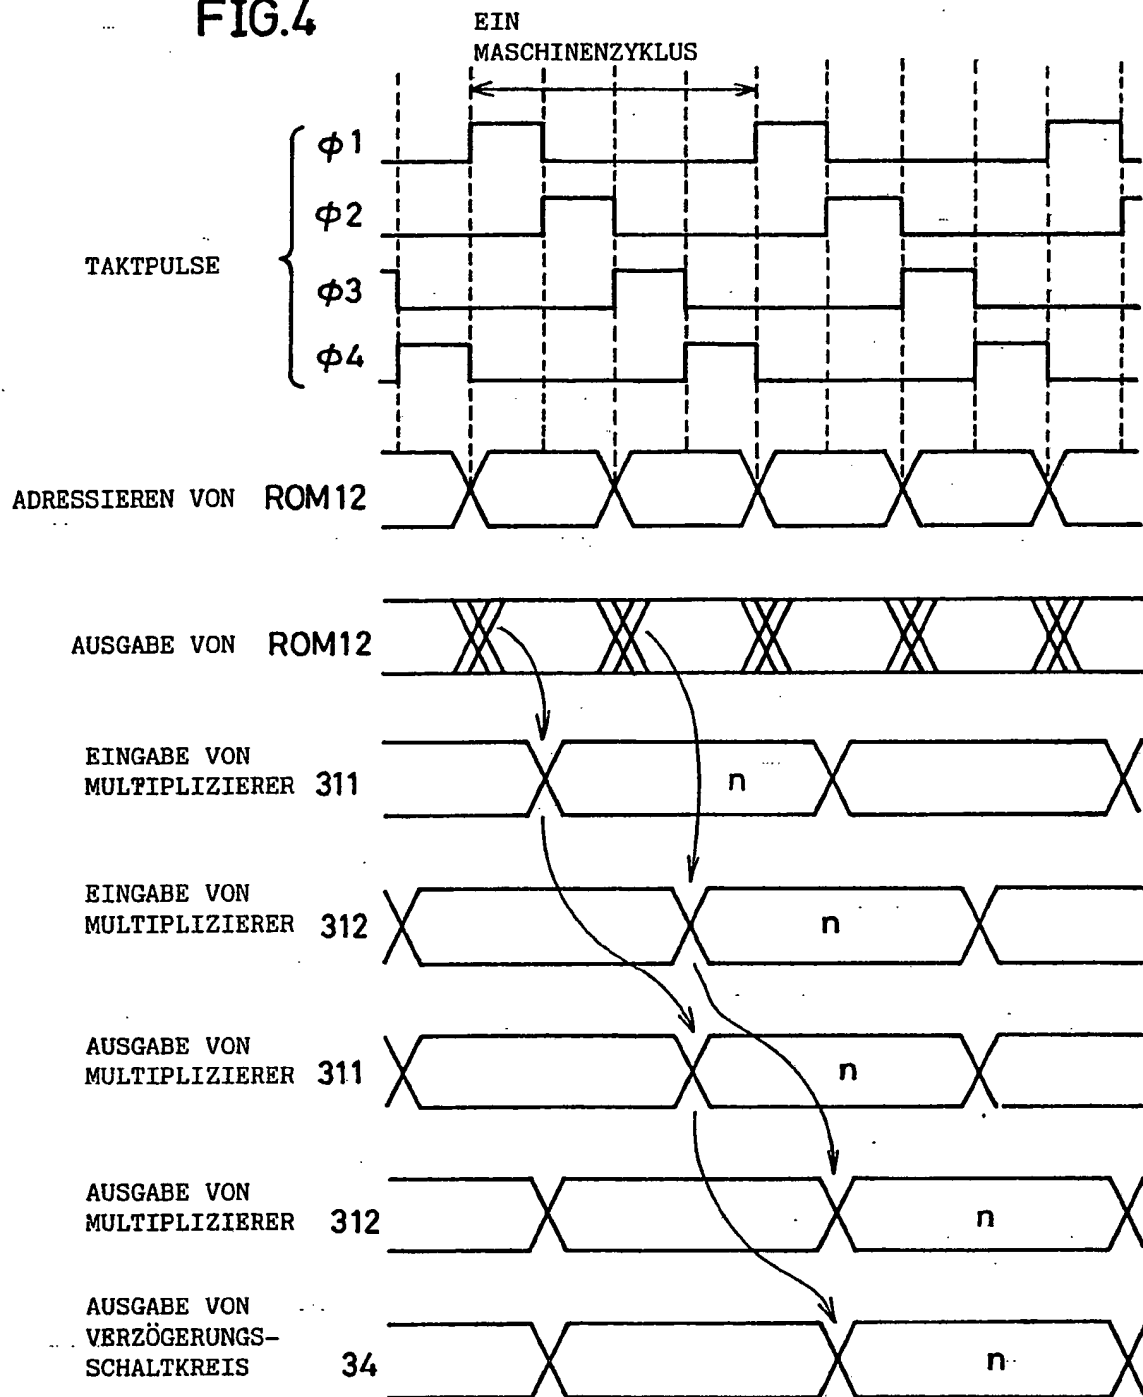 FIG.4
EIN
MASCHINENZYKLUS
ϕ1
ϕ2
TAKTPULSE
ϕ3
ϕ4
ADRESSIEREN VON ROM12
AUSGABE VON ROM12
EINGABE VON
MULTIPLIZIERER 311
n
EINGABE VON
MULTIPLIZIERER 312
n
AUSGABE VON
MULTIPLIZIERER 311
n
AUSGABE VON
MULTIPLIZIERER 312
n
AUSGABE VON
VERZÖGERUNGS-
SCHALTKREIS 34
n